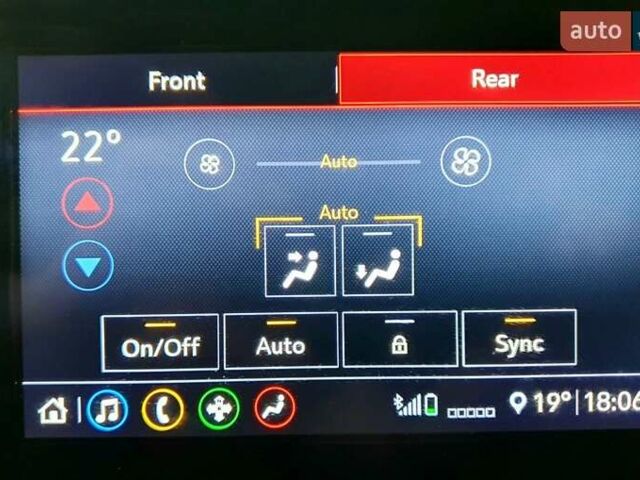 auto
Front Rear
22°
Auto
Auto
On/Off Auto Sync
19° 18:06